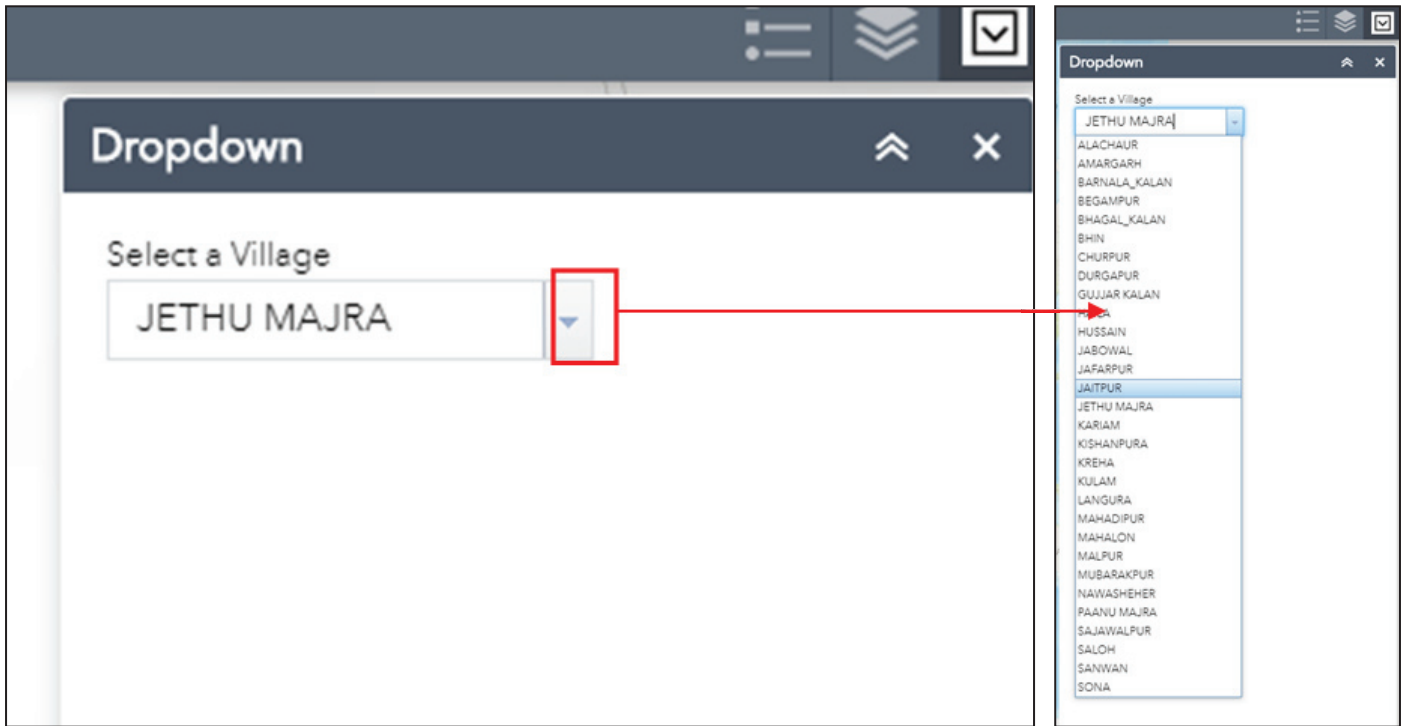 Dropdown
Select a Village
JETHU MAJRA
Dropdown
Select a Village
JETHU MAJRA
ALACHAUR
AMARGARH
BARNALA_KALAN
BEGAMPUR
BHAGAL_KALAN
BHIN
CHURPUR
DURGAPUR
GUJJAR KALAN
HUSSAIN
JABOWAL
JAFARPUR
JAITPUR
JETHU MAJRA
KARIAM
KISHANPURA
KREHA
KULAM
LANGURA
MAHADIPUR
MAHALON
MALPUR
MUBARAKPUR
NAWASHEHER
PAANU MAJRA
SAJAWALPUR
SALOH
SANWAN
SONA